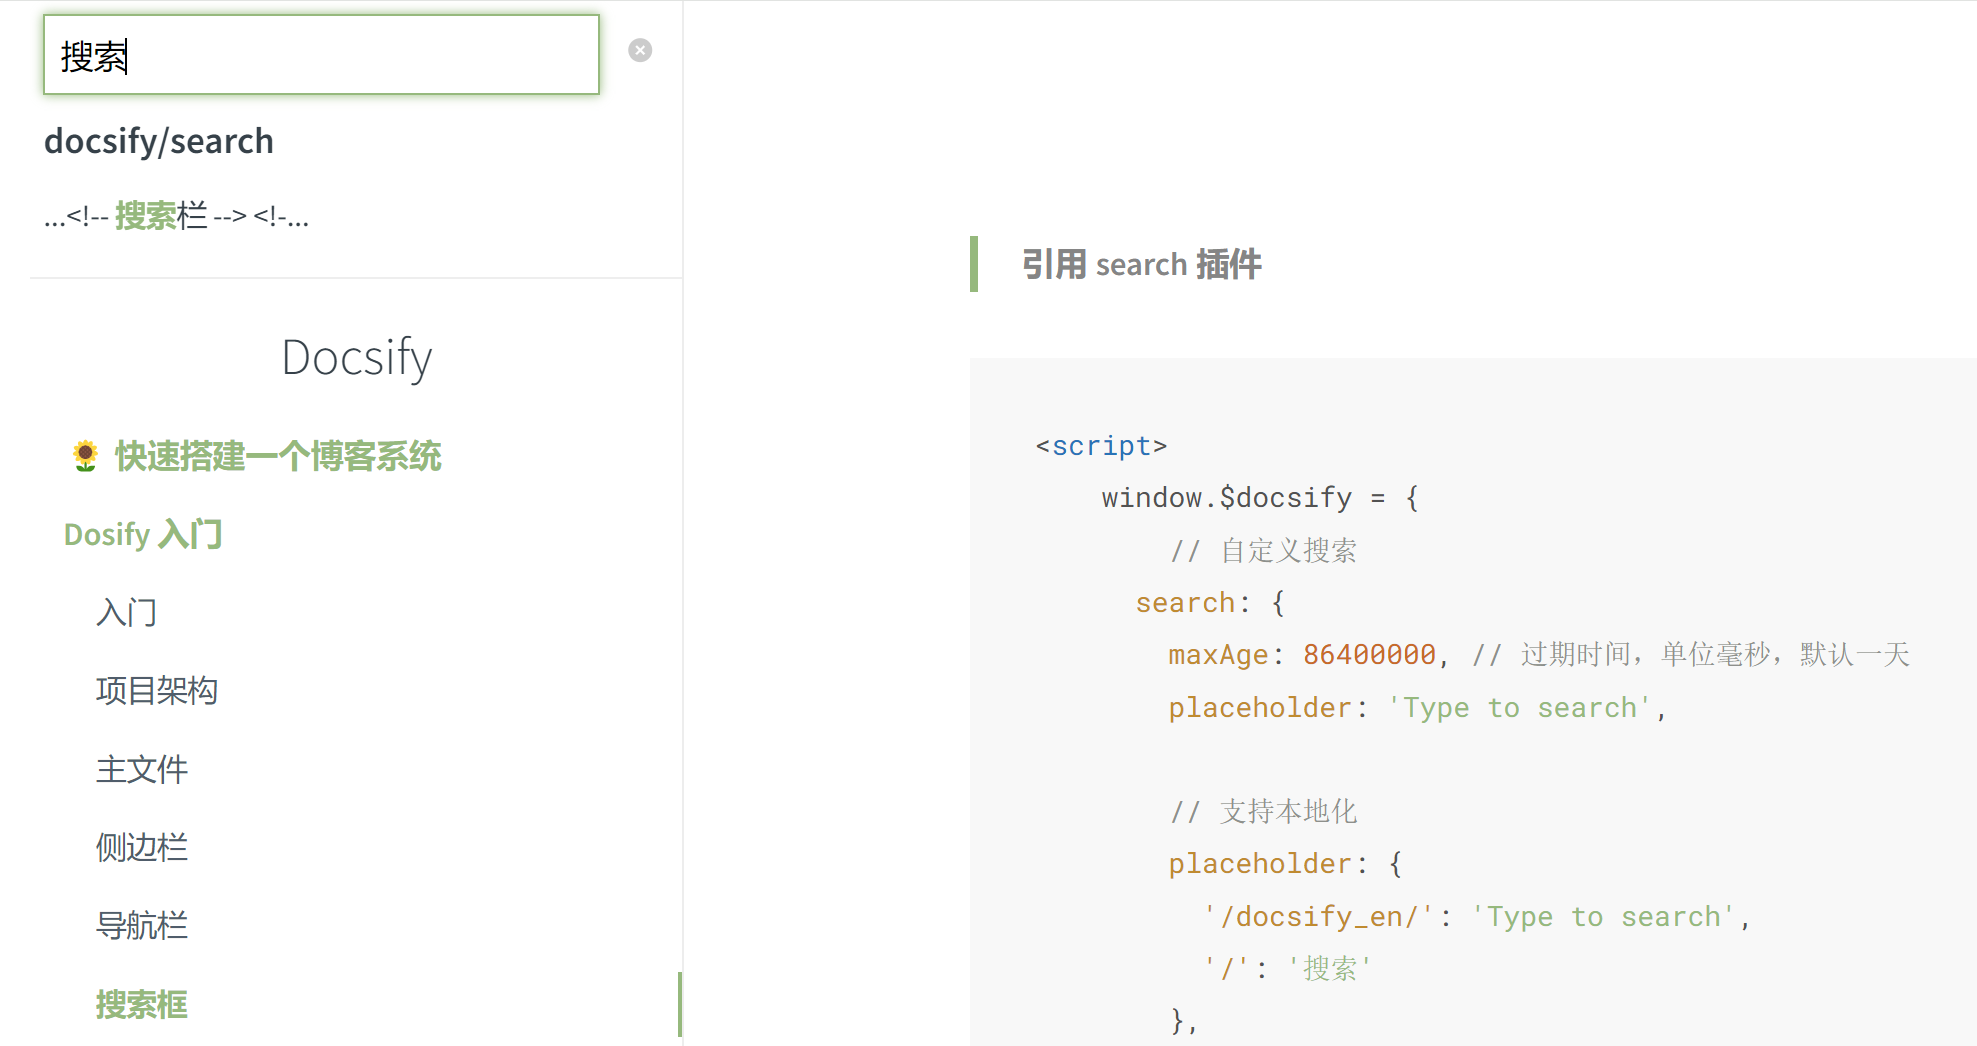 搜索
docsify/search
...<!-- 搜索栏 --> <!-...
Docsify
🌻 快速搭建一个博客系统
Dosify 入门
入门
项目架构
主文件
侧边栏
导航栏
搜索框
引用 search 插件
<script>
window.$docsify = {
// 自定义搜索
search: {
maxAge: 86400000, // 过期时间，单位毫秒，默认一天
placeholder: 'Type to search',
// 支持本地化
placeholder: {
'/docsify_en/': 'Type to search',
'/': '搜索'
},